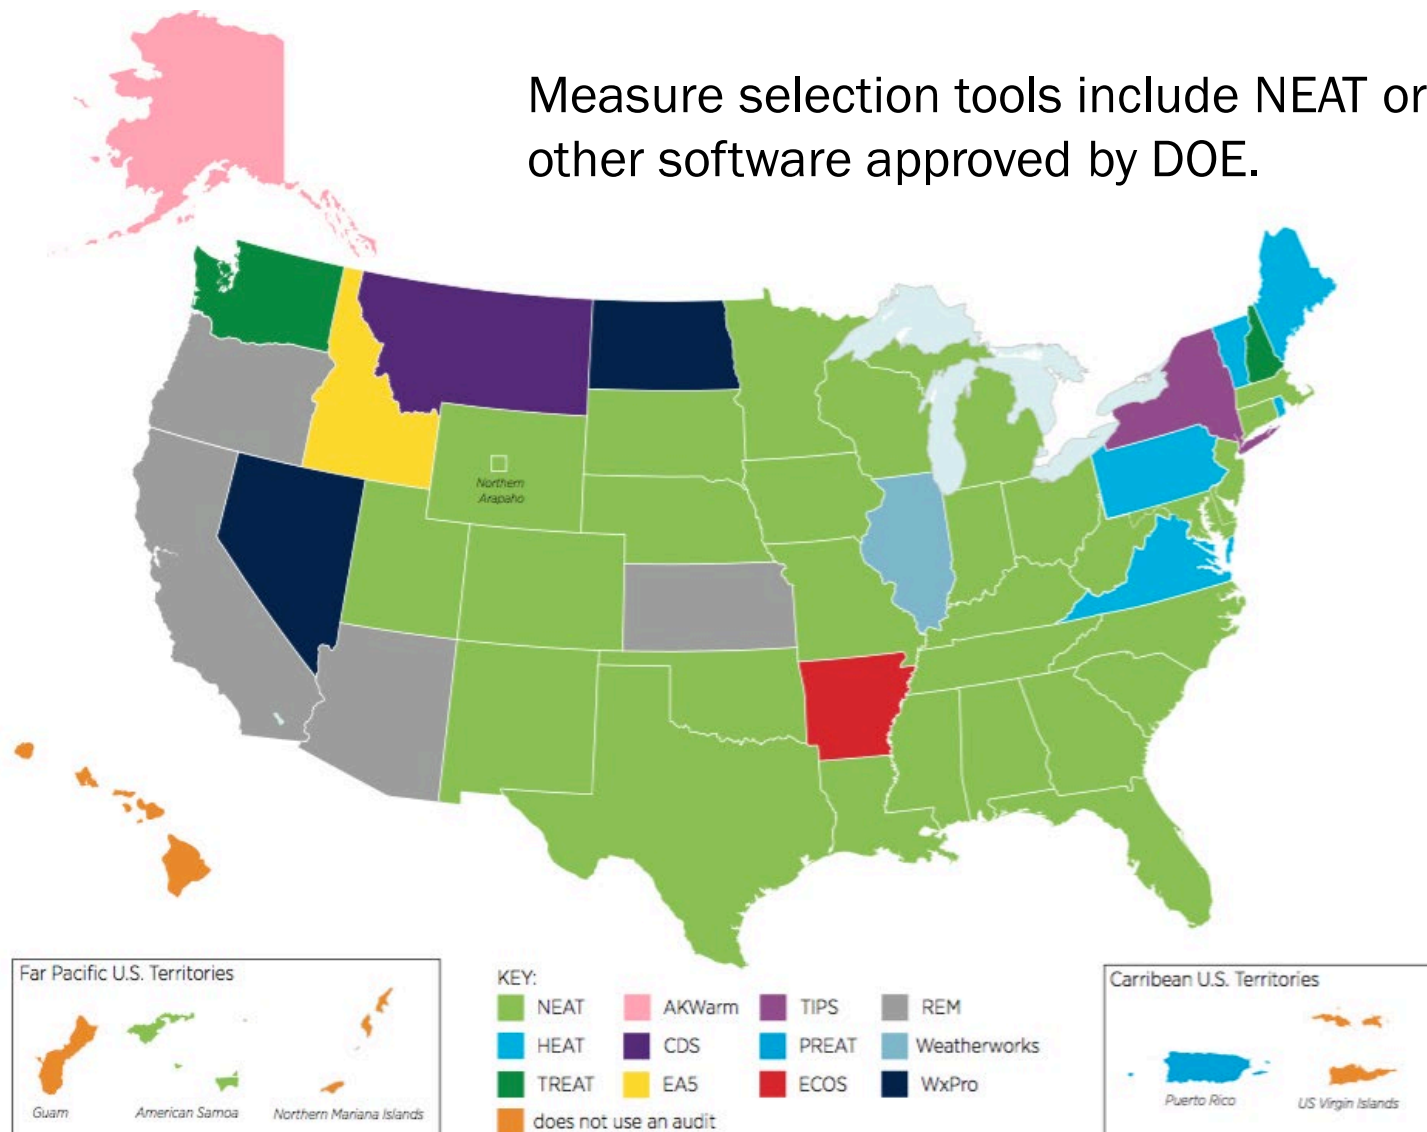 Measure selection tools include NEAT or
other software approved by DOE.
Northern
Arapaho
Far Pacific U.S. Territories
Guam
American Samoa
Northern Mariana Islands
KEY:
NEAT
AKWarm
TIPS
REM
HEAT
CDS
PREAT
Weatherworks
TREAT
EA5
ECOS
WxPro
does not use an audit
Carribean U.S. Territories
Puerto Rico
US Virgin Islands